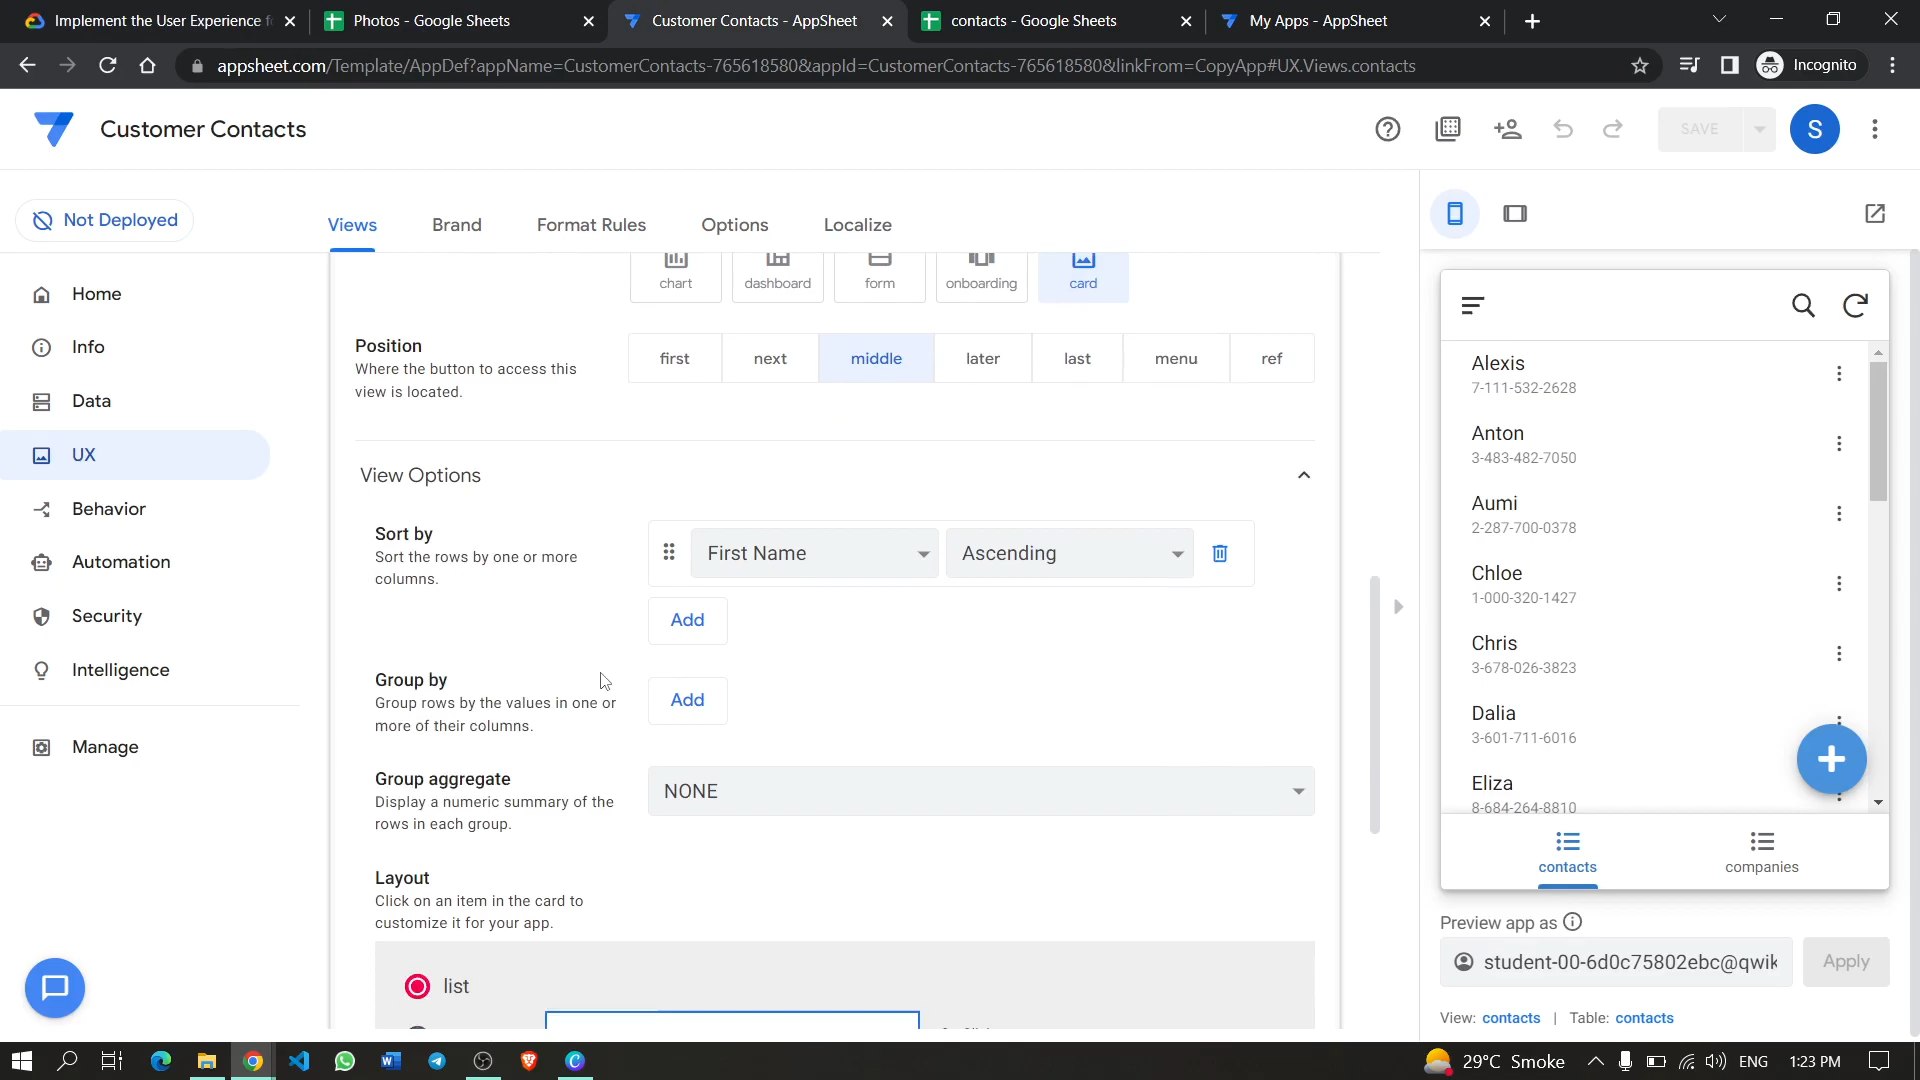 Implement the User Experience f
Photos - Google Sheets
Customer Contacts - AppSheet
contacts - Google Sheets
My Apps - AppSheet
appsheet.com/Template/AppDef?appName=CustomerContacts-765618580&appId=CustomerContacts-765618580&linkFrom=CopyApp#UX.Views.contacts
Incognito
Customer Contacts
SAVE
S
Not Deployed
Views
Brand
Format Rules
Options
Localize
Home
Info
Data
UX
Behavior
Automation
Security
Intelligence
Manage
chart
dashboard
form
onboarding
card
Position
Where the button to access this
view is located.
first
next
middle
later
last
menu
ref
View Options
Sort by
Sort the rows by one or more
columns.
First Name
Ascending
Add
Group by
Group rows by the values in one or
more of their columns.
Add
Group aggregate
Display a numeric summary of the
rows in each group.
NONE
Layout
Click on an item in the card to
customize it for your app.
list
Alexis
7-111-532-2628
Anton
3-483-482-7050
Aumi
2-287-700-0378
Chloe
1-000-320-1427
Chris
3-678-026-3823
Dalia
3-601-711-6016
Eliza
8-684-264-8810
contacts
companies
Preview app as
student-00-6d0c75802ebc@qwik
Apply
View: contacts | Table: contacts
29°C Smoke
ENG
1:23 PM